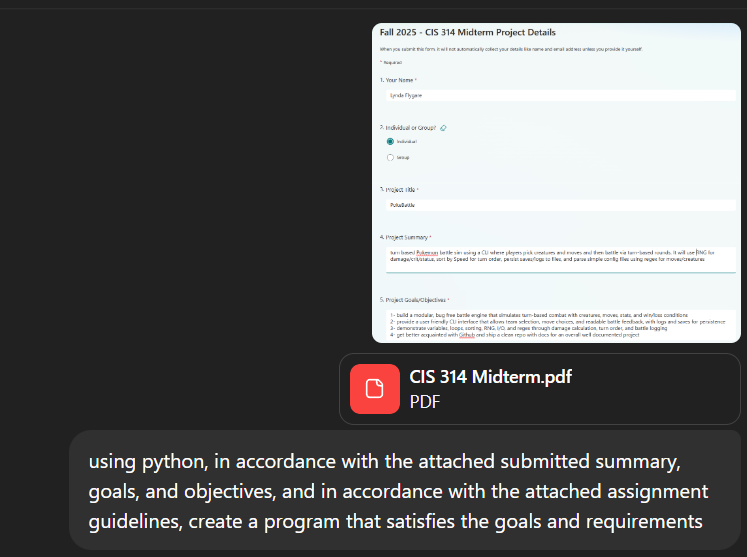 Fall 2025 - CIS 314 Midterm Project Details
When you submit this form, it will not automatically collect your details like name and email address unless you provide it yourself.
* Required
1. Your Name *
Lynda Flygare
2. Individual or Group?
Individual
Group
3. Project Title *
PokeBattle
4. Project Summary *
turn based Pokemon battle sim using a CLI where players pick creatures and moves and then battle via turn-based rounds. It will use RNG for
damage/crit/status, sort by Speed for turn order, persist saves/logs to files, and parse simple config files using regex for moves/creatures
5. Project Goals/Objectives *
1- build a modular, bug free battle engine that simulates turn-based combat with creatures, moves, stats, and win/loss conditions
2- provide a user friendly CLI interface that allows team selection, move choices, and readable battle feedback, with logs and saves for persistence
3- demonstrate variables, loops, sorting, RNG, I/O, and regex through damage calculation, turn order, and battle logging
4- get better acquainted with Github and ship a clean repo with docs for an overall well documented project
CIS 314 Midterm.pdf
PDF
using python, in accordance with the attached submitted summary,
goals, and objectives, and in accordance with the attached assignment
guidelines, create a program that satisfies the goals and requirements